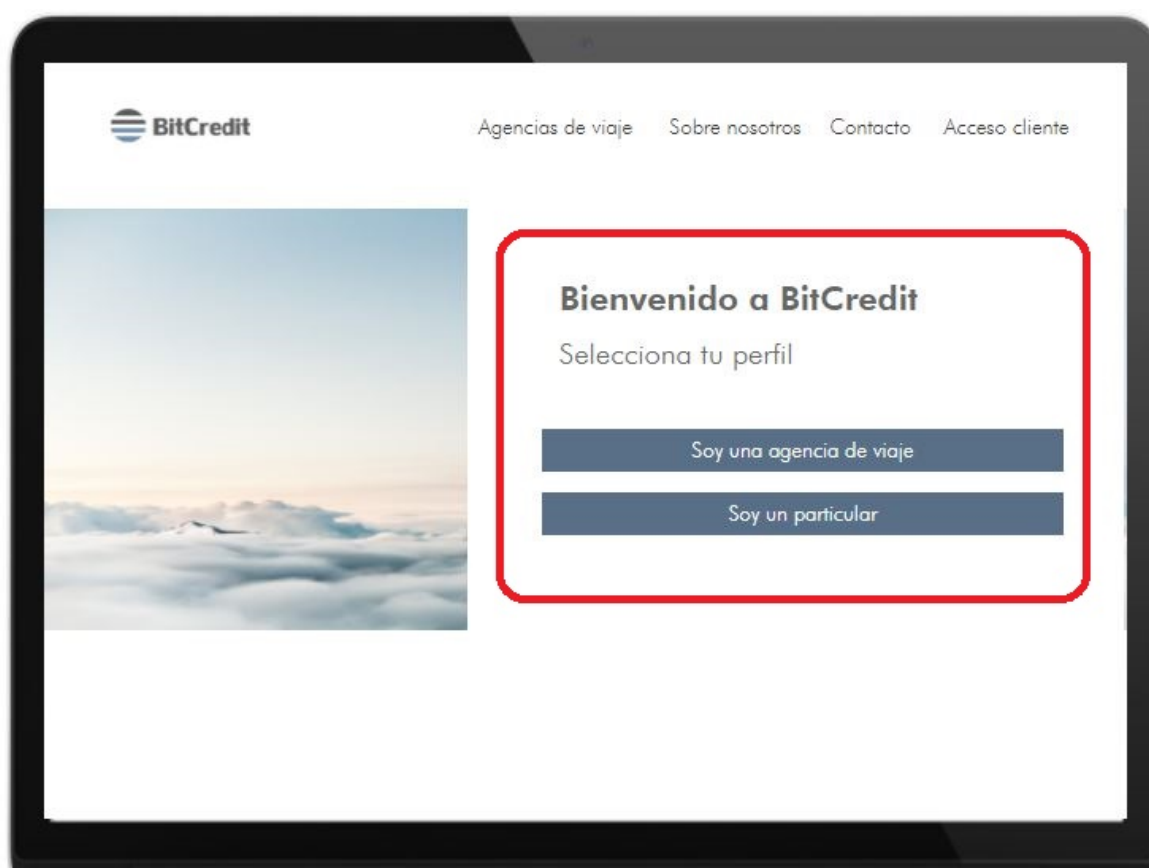 BitCredit
Agencias de viaje Sobre nosotros Contacto Acceso cliente
Bienvenido a BitCredit
Selecciona tu perfil
Soy una agencia de viaje
Soy un particular